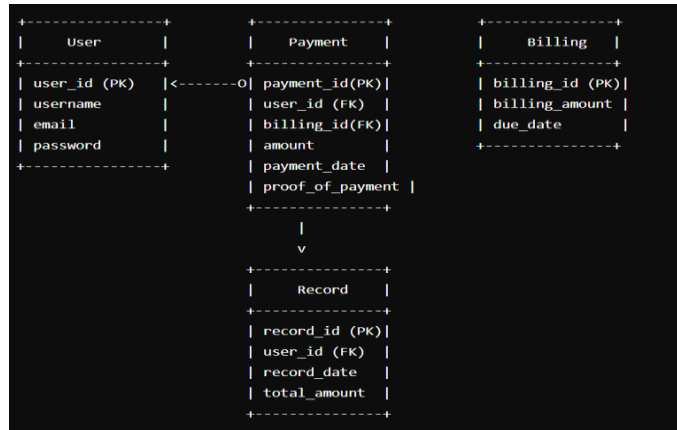 +----------------+         +---------------+          +---------------+
|     User       |         |    Payment    |          |     Billing   |
+----------------+         +---------------+          +---------------+
| user_id (PK)   |<-------O| payment_id(PK)|          | billing_id (PK)|
| username       |         | user_id (FK)  |          | billing_amount |
| email          |         | billing_id(FK)|          | due_date       |
| password       |         | amount        |          +---------------+
+----------------+         | payment_date  |
                           | proof_of_payment |
                           +---------------+
                                 |
                                 v
                           +---------------+
                           |     Record    |
                           +---------------+
                           | record_id (PK)|
                           | user_id (FK)  |
                           | record_date   |
                           | total_amount  |
                           +---------------+